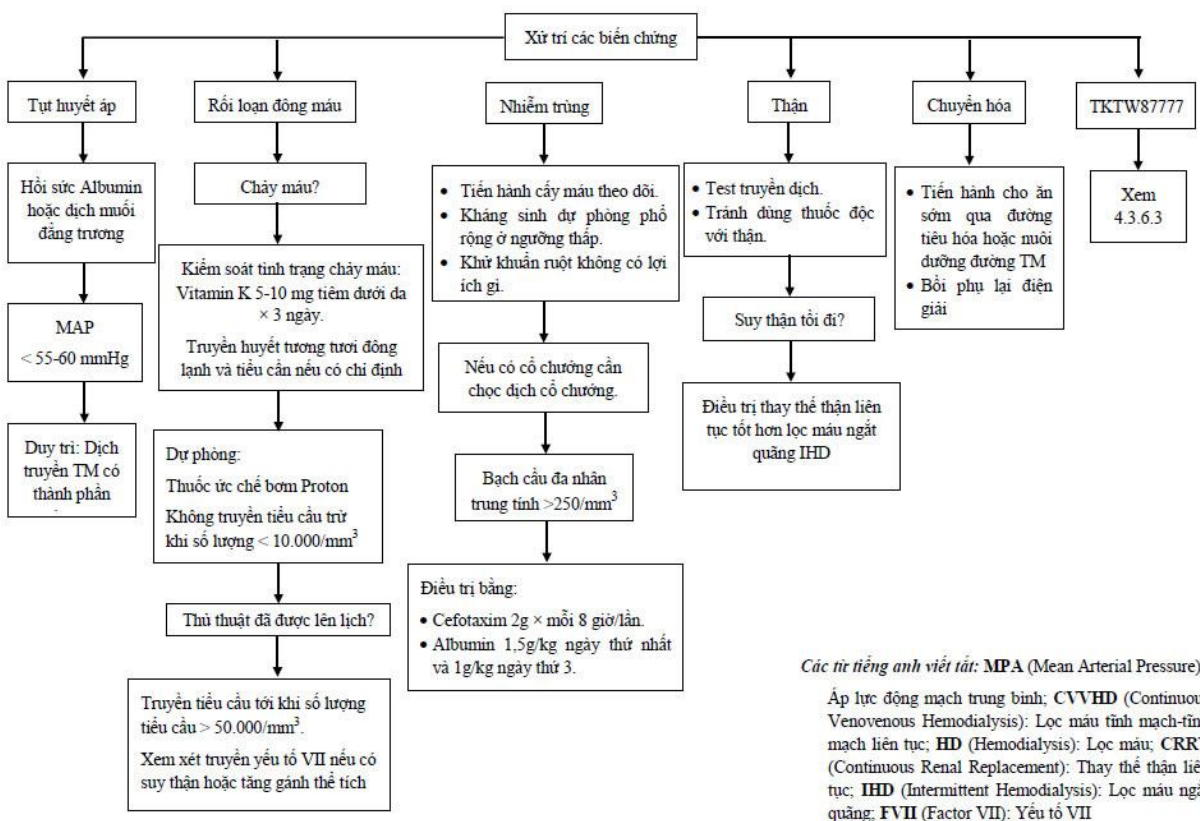 Xử trí các biến chứng
Tụt huyết áp
Rối loạn đông máu
Nhiễm trùng
Thận
Chuyển hóa
TKTW87777
Hồi sức Albumin
hoặc dịch muối
đẳng trương
MAP
< 55-60 mmHg
Duy trì: Dịch
truyền TM có
thành phần
Chảy máu?
Kiểm soát tình trạng chảy máu:
Vitamin K 5-10 mg tiêm dưới da
× 3 ngày.
Truyền huyết tương tươi đông
lạnh và tiểu cần nếu có chỉ định
Dự phòng:
Thuốc ức chế bơm Proton
Không truyền tiểu cầu trừ
khi số lượng < 10.000/mm³
Thủ thuật đã được lên lịch?
Truyền tiểu cầu tới khi số lượng
tiểu cầu > 50.000/mm³.
Xem xét truyền yếu tố VII nếu có
suy thận hoặc tăng gánh thể tích
• Tiến hành cấy máu theo dõi.
• Kháng sinh dự phòng phổ
rộng ở ngưỡng thấp.
• Khử khuẩn ruột không có lợi
ích gì.
Nếu có cổ chướng cần
chọc dịch cổ chướng.
Bạch cầu đa nhân
trung tính >250/mm³
Điều trị bằng:
• Cefotaxim 2g × mỗi 8 giờ/lần.
• Albumin 1,5g/kg ngày thứ nhất
và 1g/kg ngày thứ 3.
• Test truyền dịch.
• Tránh dùng thuốc độc
với thận.
Suy thận tồi đi?
Điều trị thay thế thận liên
tục tốt hơn lọc máu ngắt
quãng IHD
• Tiến hành cho ăn
sớm qua đường
tiêu hóa hoặc nuôi
dưỡng đường TM
• Bồi phụ lại điện
giải
Xem
4.3.6.3
Các từ tiếng anh viết tắt: MPA (Mean Arterial Pressure)
Áp lực động mạch trung bình; CVVHD (Continuou
Venovenous Hemodialysis): Lọc máu tĩnh mạch-tĩn
mạch liên tục; HD (Hemodialysis): Lọc máu; CRR
(Continuous Renal Replacement): Thay thế thận liê
tục; IHD (Intermittent Hemodialysis): Lọc máu ngắ
quãng; FVII (Factor VII): Yếu tố VII